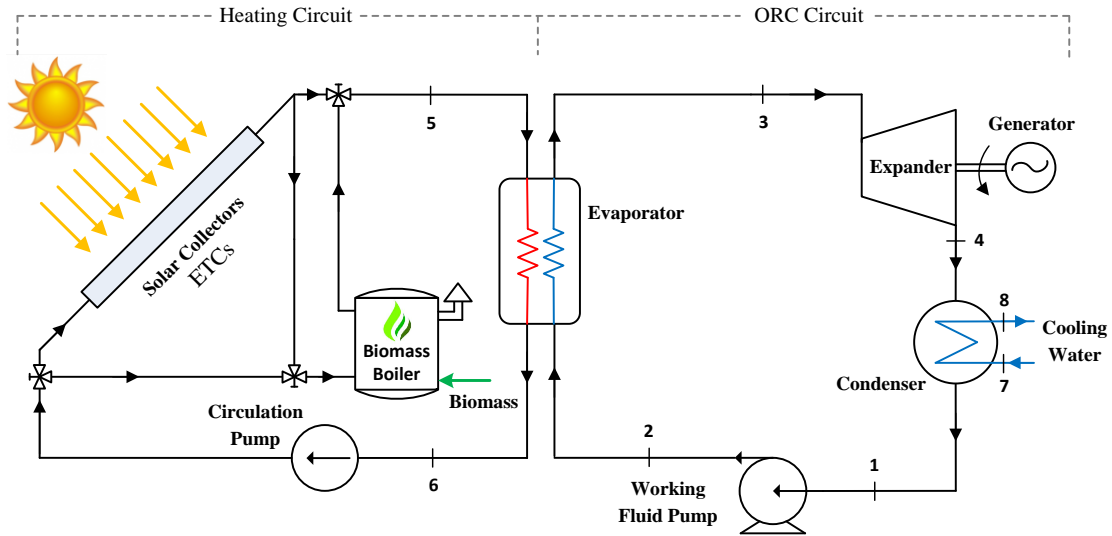 Heating Circuit
ORC Circuit
5
3
Generator
Expander
Evaporator
Solar Collectors
ETCs
4
8
Cooling
Water
7
Condenser
Biomass
Boiler
Biomass
Circulation
Pump
6
2
1
Working
Fluid Pump